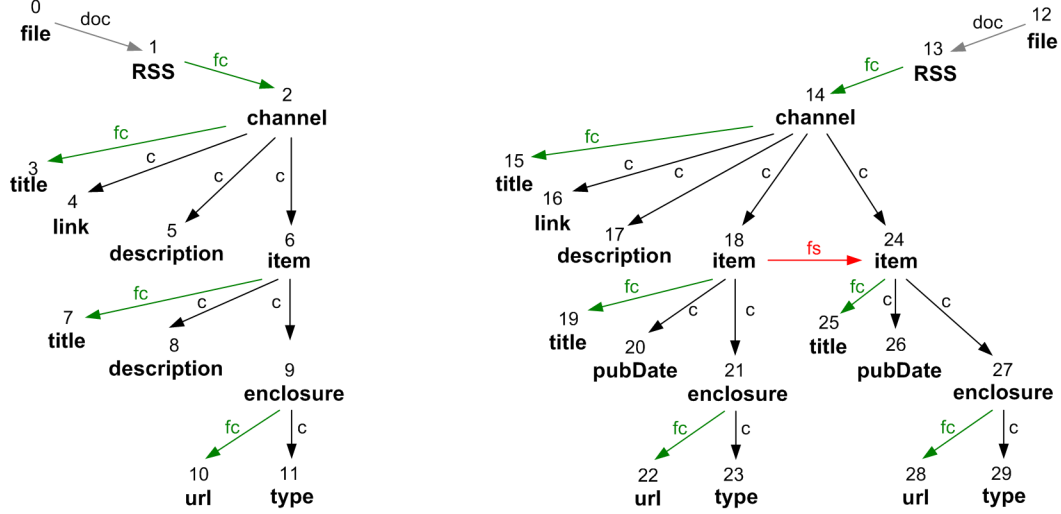 0
file
doc
1
RSS
fc
2
channel
fc
c
c
c
3
title
4
link
5
description
6
item
fc
c
c
7
title
8
description
9
enclosure
fc
c
10
url
11
type
12
file
doc
13
RSS
fc
14
channel
fc
c
c
c
c
15
title
16
link
17
description
18
item
fs
24
item
fc
c
c
19
title
20
pubDate
21
enclosure
fc
c
22
url
23
type
fc
c
c
25
title
26
pubDate
27
enclosure
fc
c
28
url
29
type